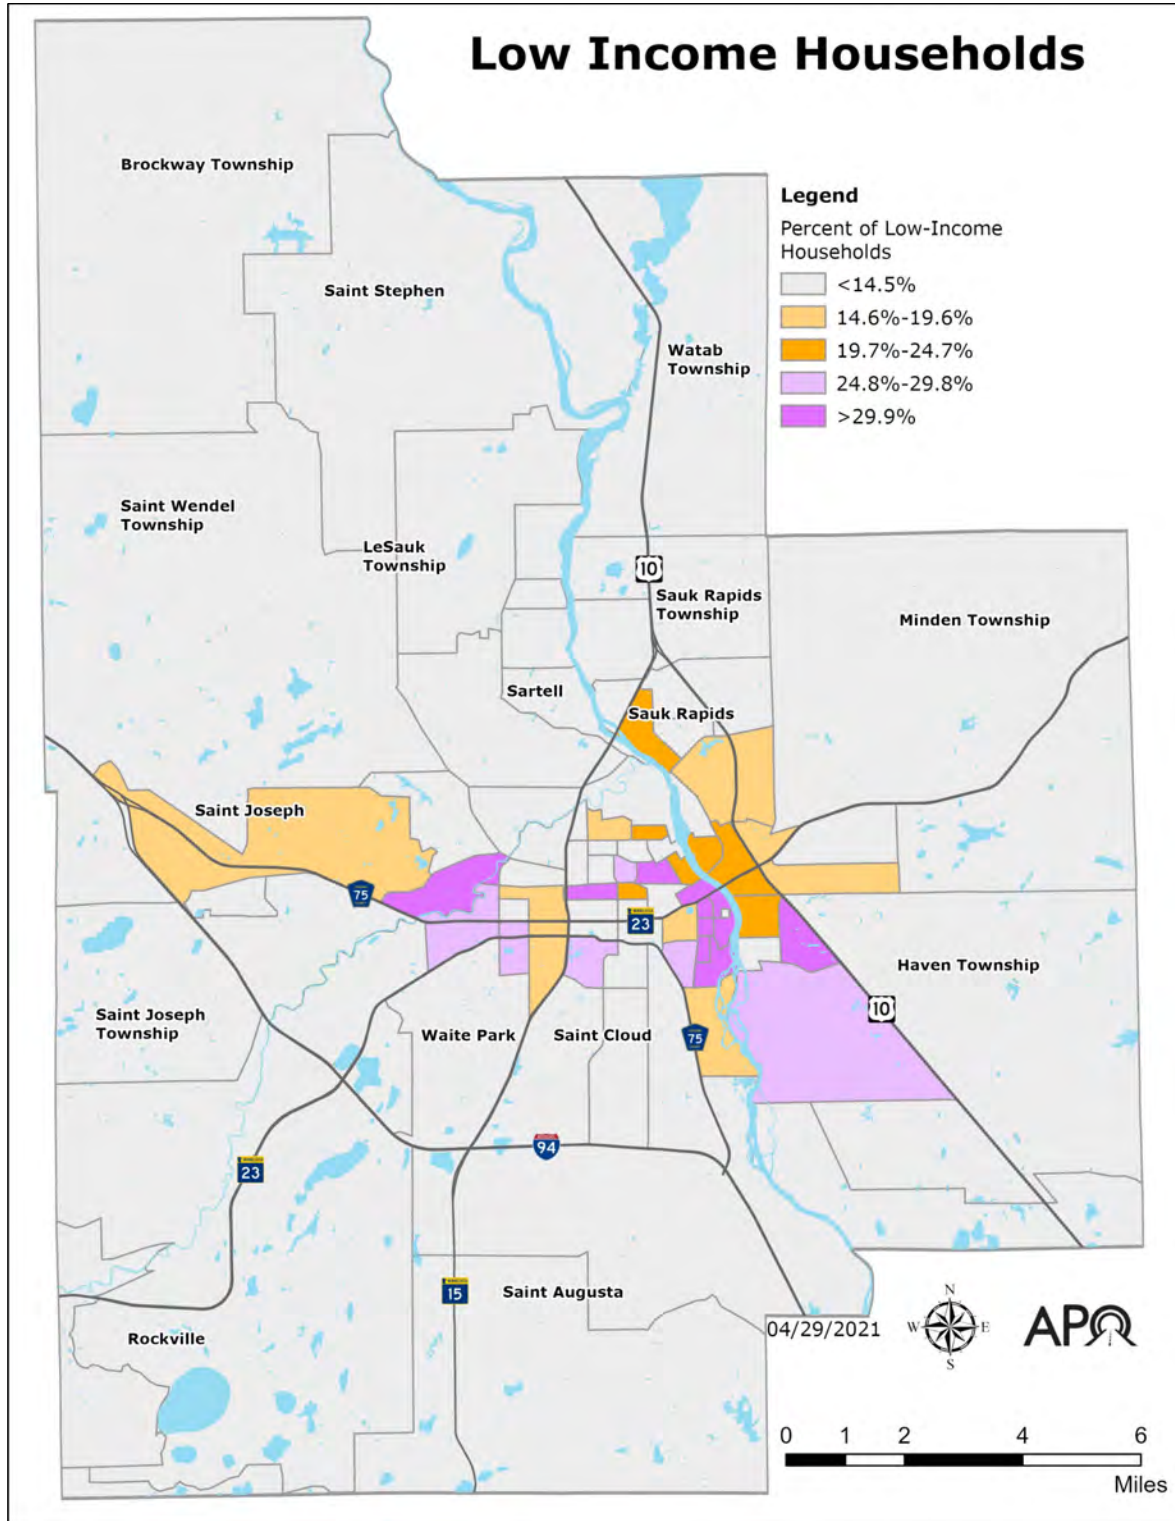 Low Income Households
Brockway Township
Legend
Percent of Low-Income
Households
<14.5%
14.6%-19.6%
19.7%-24.7%
24.8%-29.8%
>29.9%
Saint Stephen
Watab
Township
Saint Wendel
Township
LeSauk
Township
10
Sauk Rapids
Township
Minden Township
Sartell
Sauk Rapids
Saint Joseph
75
23
Haven Township
10
Saint Joseph
Township
Waite Park
Saint Cloud
75
94
23
15
Saint Augusta
Rockville
04/29/2021
N
W
E
S
APO
0
1
2
4
6
Miles